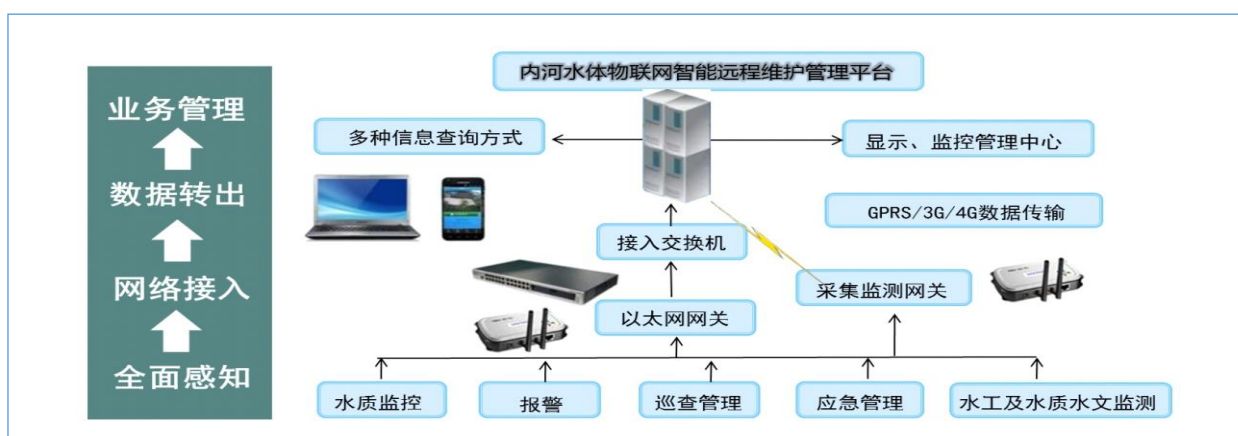 内河水体物联网智能远程维护管理平台
业务管理
数据转出
网络接入
全面感知
多种信息查询方式
显示、监控管理中心
GPRS/3G/4G数据传输
接入交换机
采集监测网关
以太网网关
水质监控
报警
巡查管理
应急管理
水工及水质水文监测